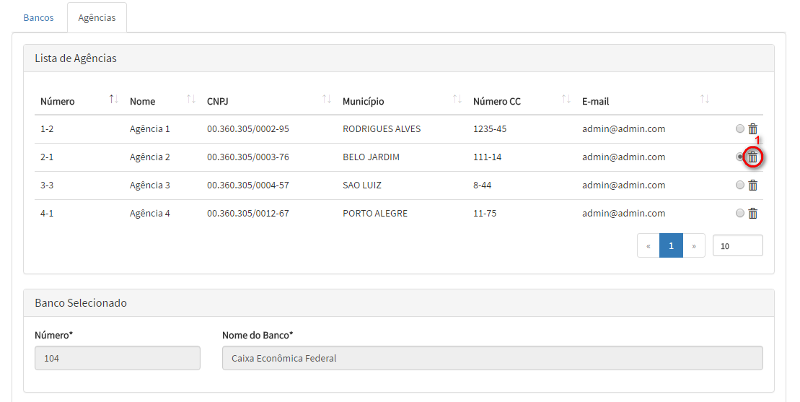 Bancos Agências
Lista de Agências
Número Nome CNPJ Município Número CC E-mail
1-2 Agência 1 00.360.305/0002-95 RODRIGUES ALVES 1235-45 admin@admin.com
1
2-1 Agência 2 00.360.305/0003-76 BELO JARDIM 111-14 admin@admin.com
3-3 Agência 3 00.360.305/0004-57 SAO LUIZ 8-44 admin@admin.com
4-1 Agência 4 00.360.305/0012-67 PORTO ALEGRE 11-75 admin@admin.com
« 1 » 10
Banco Selecionado
Número* Nome do Banco*
104 Caixa Econômica Federal